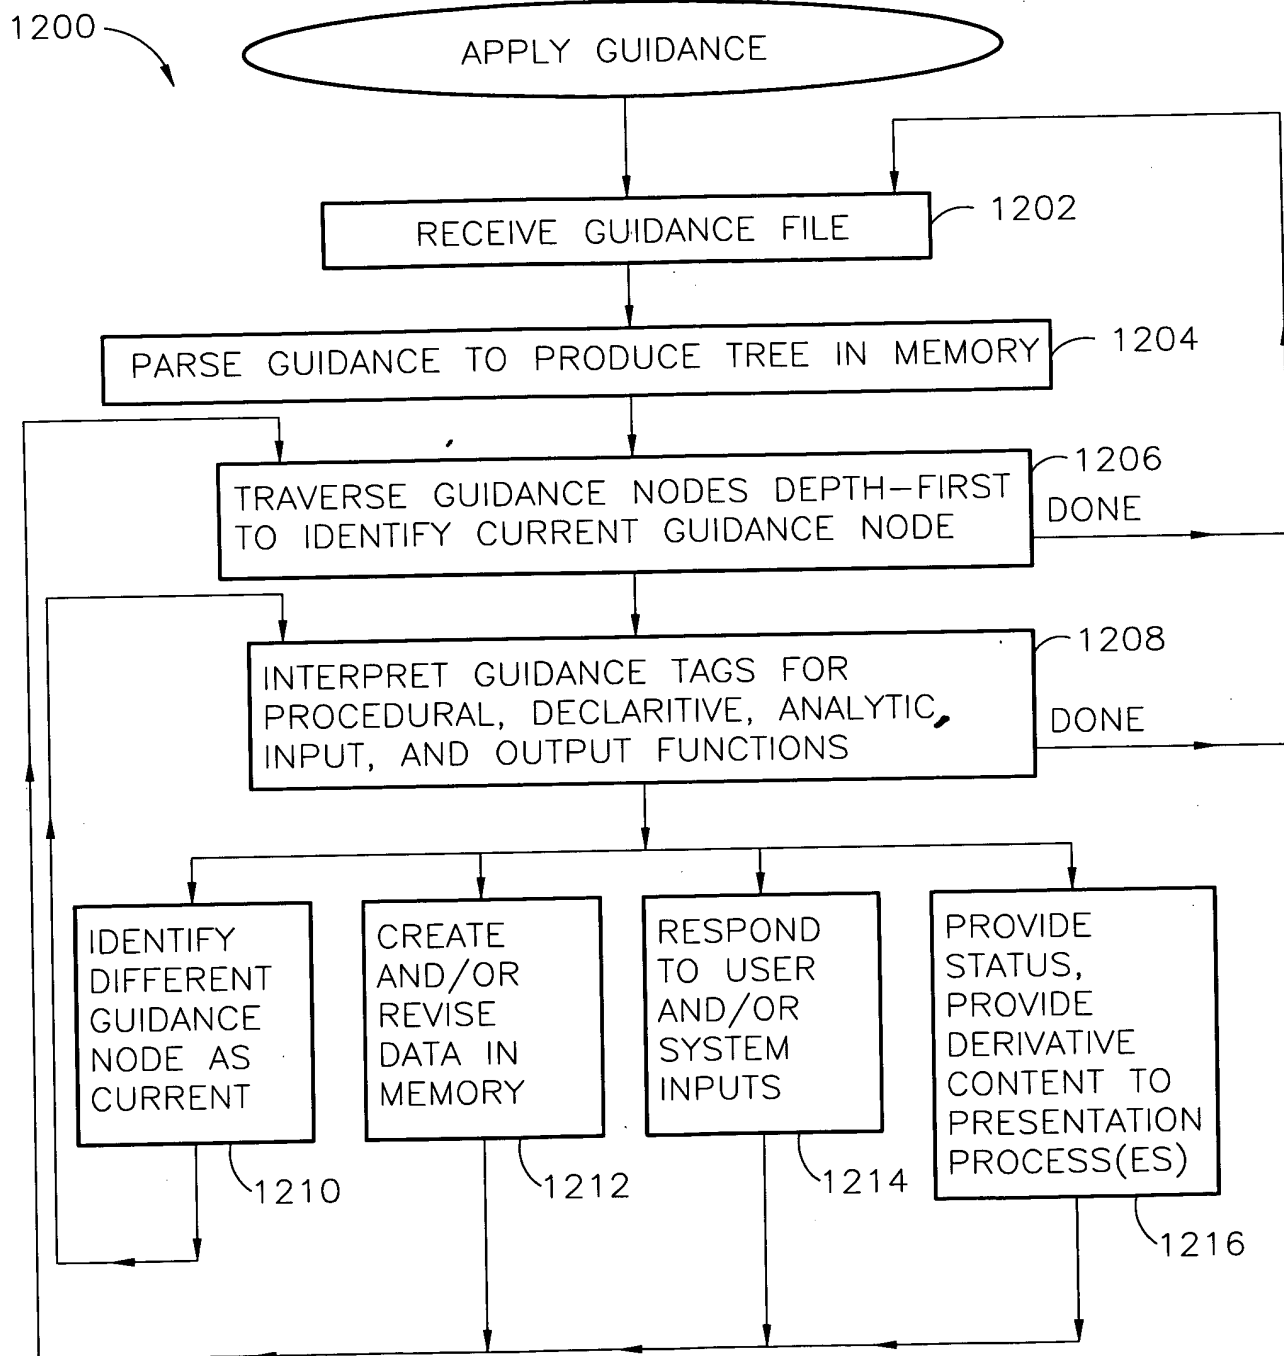 1200
APPLY GUIDANCE
RECEIVE GUIDANCE FILE
1202
PARSE GUIDANCE TO PRODUCE TREE IN MEMORY
1204
1206
TRAVERSE GUIDANCE NODES DEPTH-FIRST
TO IDENTIFY CURRENT GUIDANCE NODE
DONE
1208
INTERPRET GUIDANCE TAGS FOR
PROCEDURAL, DECLARITIVE, ANALYTIC,
INPUT, AND OUTPUT FUNCTIONS
DONE
IDENTIFY
DIFFERENT
GUIDANCE
NODE AS
CURRENT
1210
CREATE
AND/OR
REVISE
DATA IN
MEMORY
1212
RESPOND
TO USER
AND/OR
SYSTEM
INPUTS
1214
PROVIDE
STATUS,
PROVIDE
DERIVATIVE
CONTENT TO
PRESENTATION
PROCESS(ES)
1216